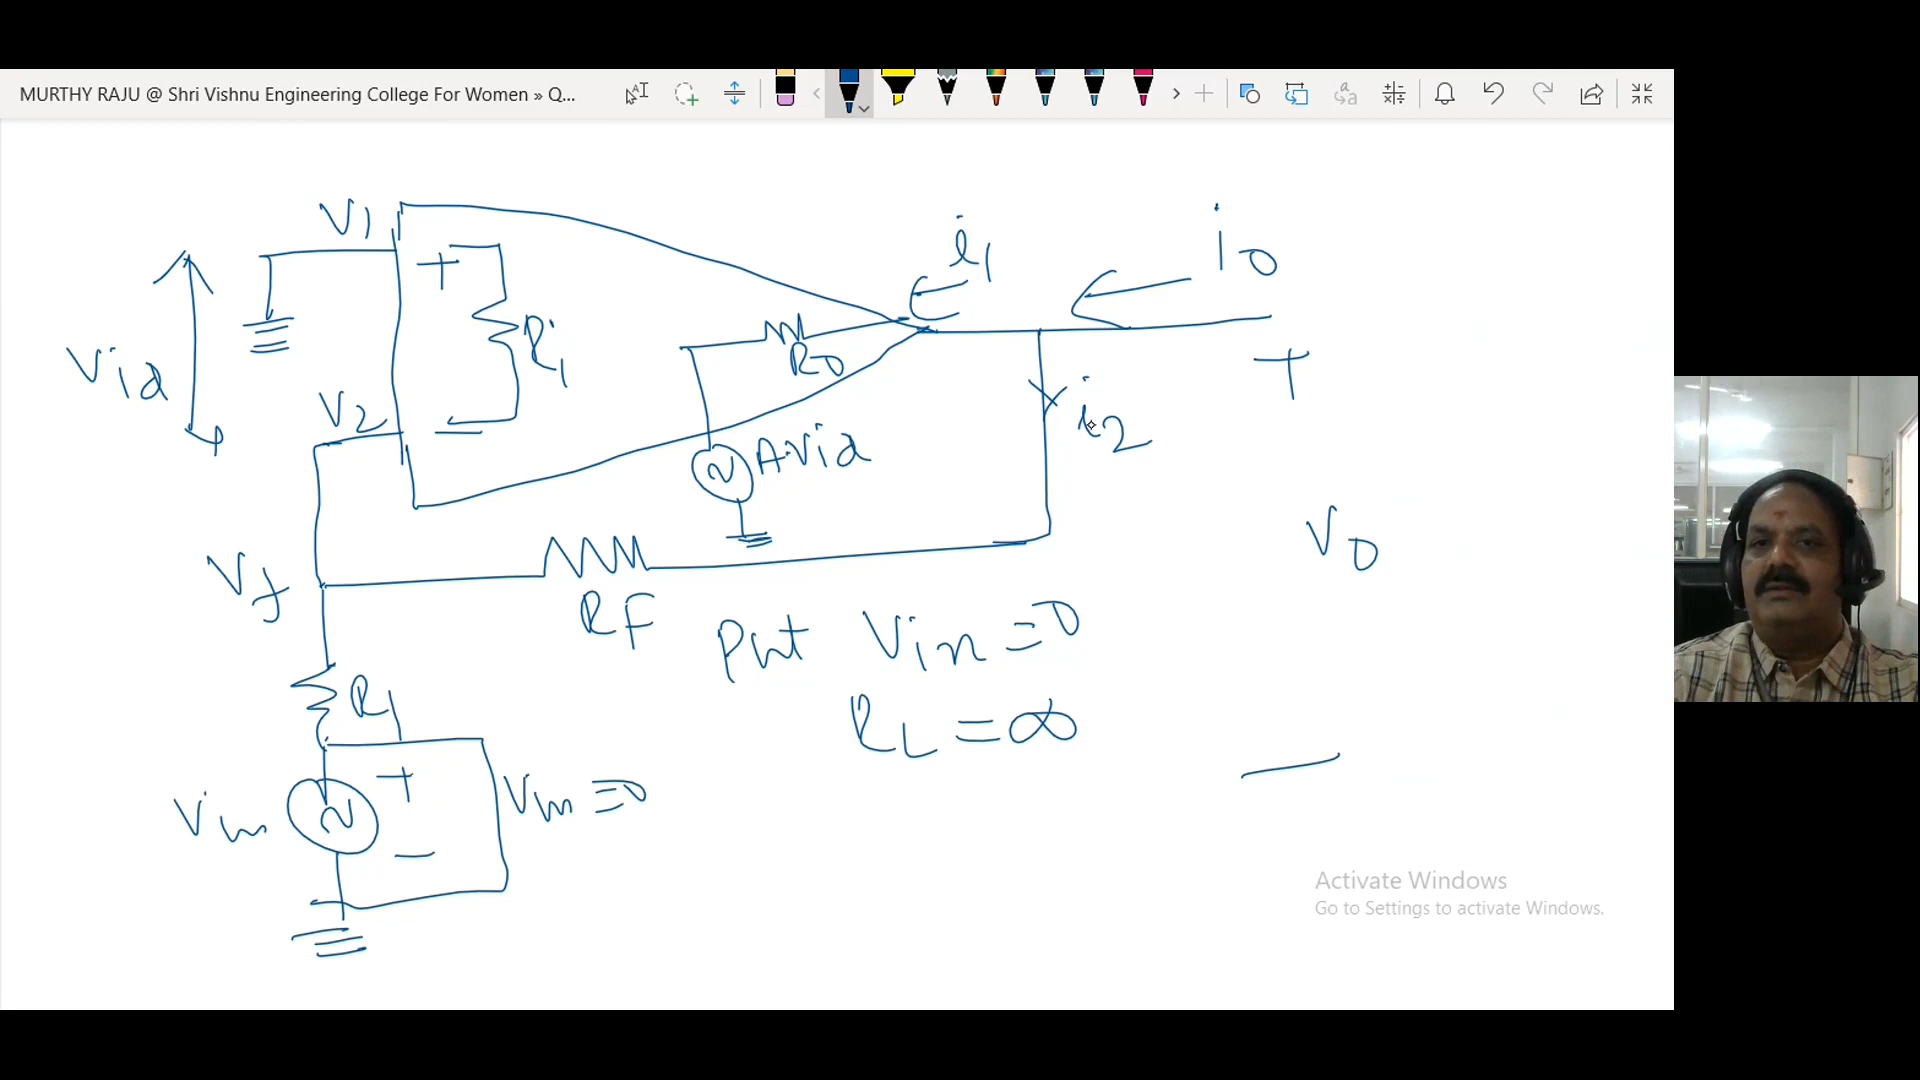 MURTHY RAJU @ Shri Vishnu Engineering College For Women » Q...
V1
i1
io
+
Ri
Vid
Ro
+
V2
i2
A.Vid
Vo
Vf
RF
Put Vin=0
R1
RL=∞
+
Vin
Vin=0
Activate Windows
Go to Settings to activate Windows.